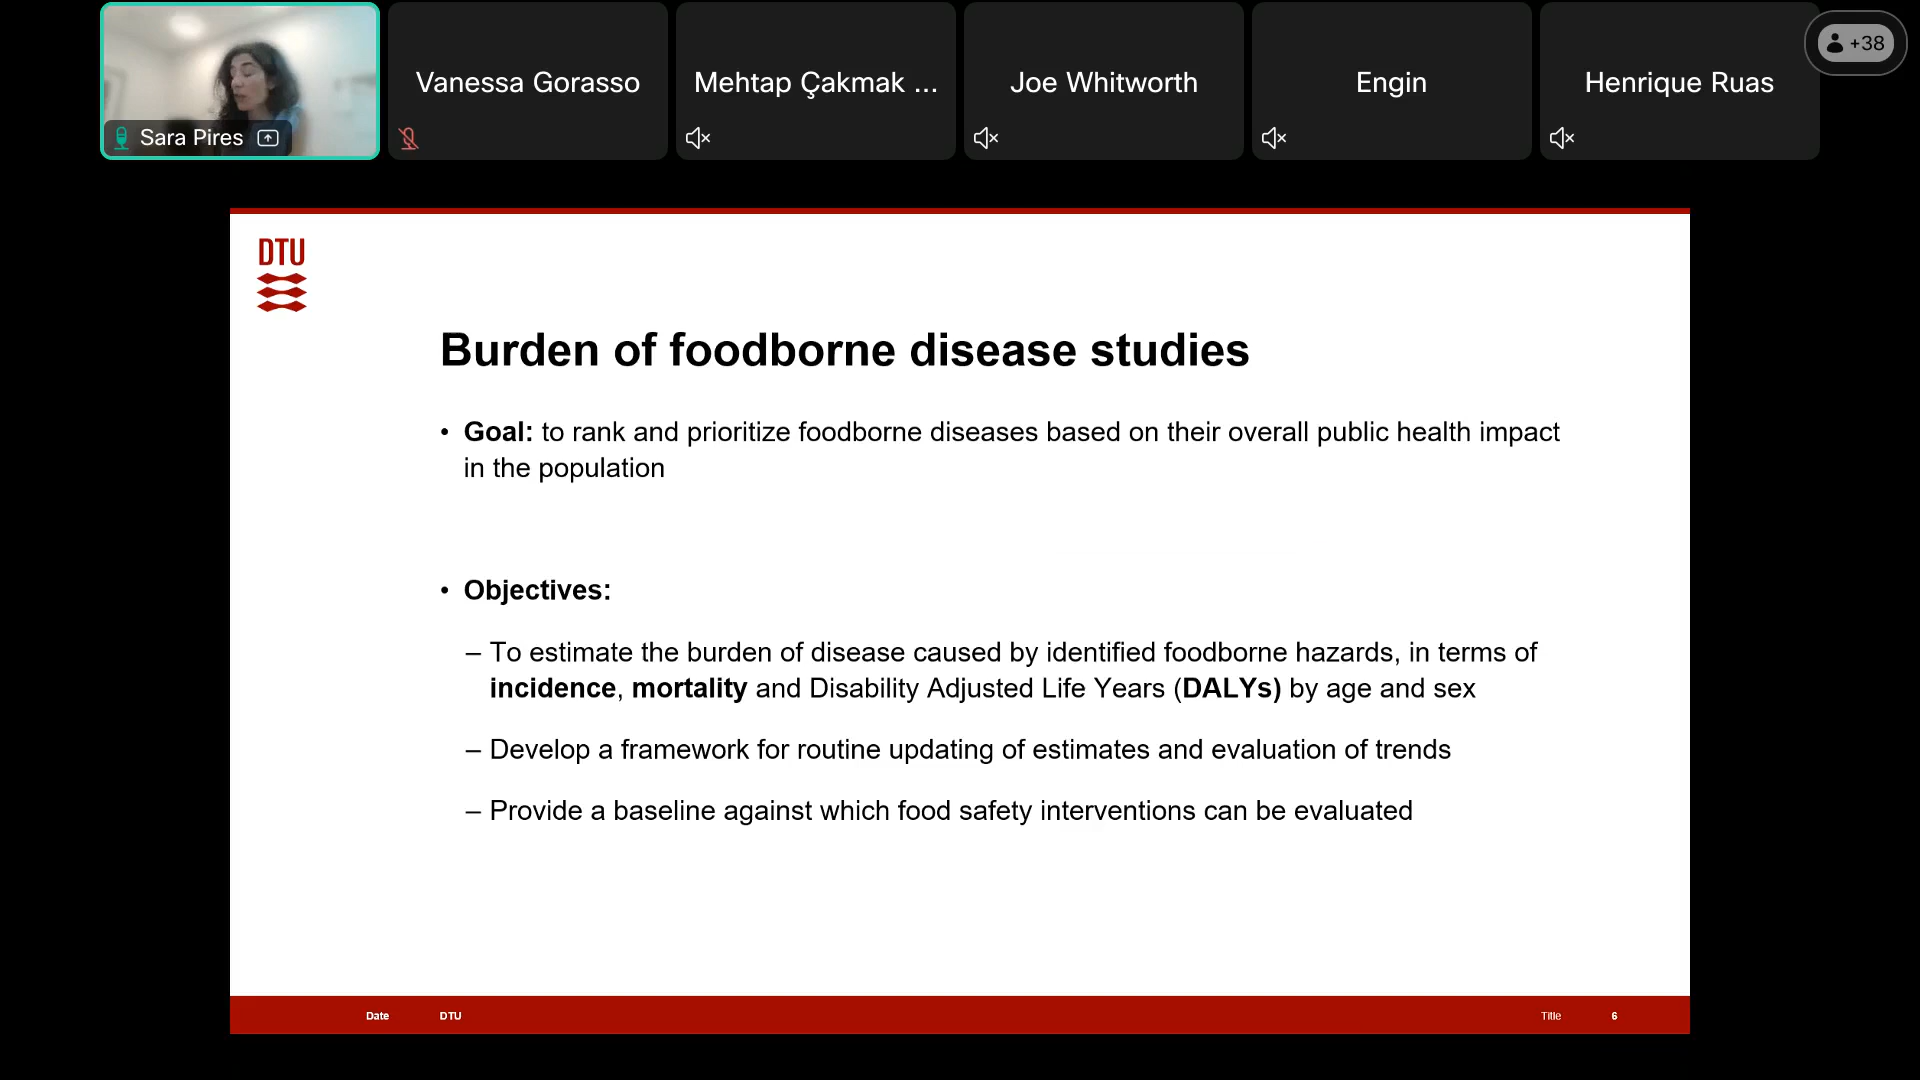 Sara Pires
Vanessa Gorasso
Mehtap Çakmak ...
Joe Whitworth
Engin
Henrique Ruas
+38
DTU
Burden of foodborne disease studies
• Goal: to rank and prioritize foodborne diseases based on their overall public health impact
in the population
• Objectives:
– To estimate the burden of disease caused by identified foodborne hazards, in terms of
incidence, mortality and Disability Adjusted Life Years (DALYs) by age and sex
– Develop a framework for routine updating of estimates and evaluation of trends
– Provide a baseline against which food safety interventions can be evaluated
Date DTU Title 6